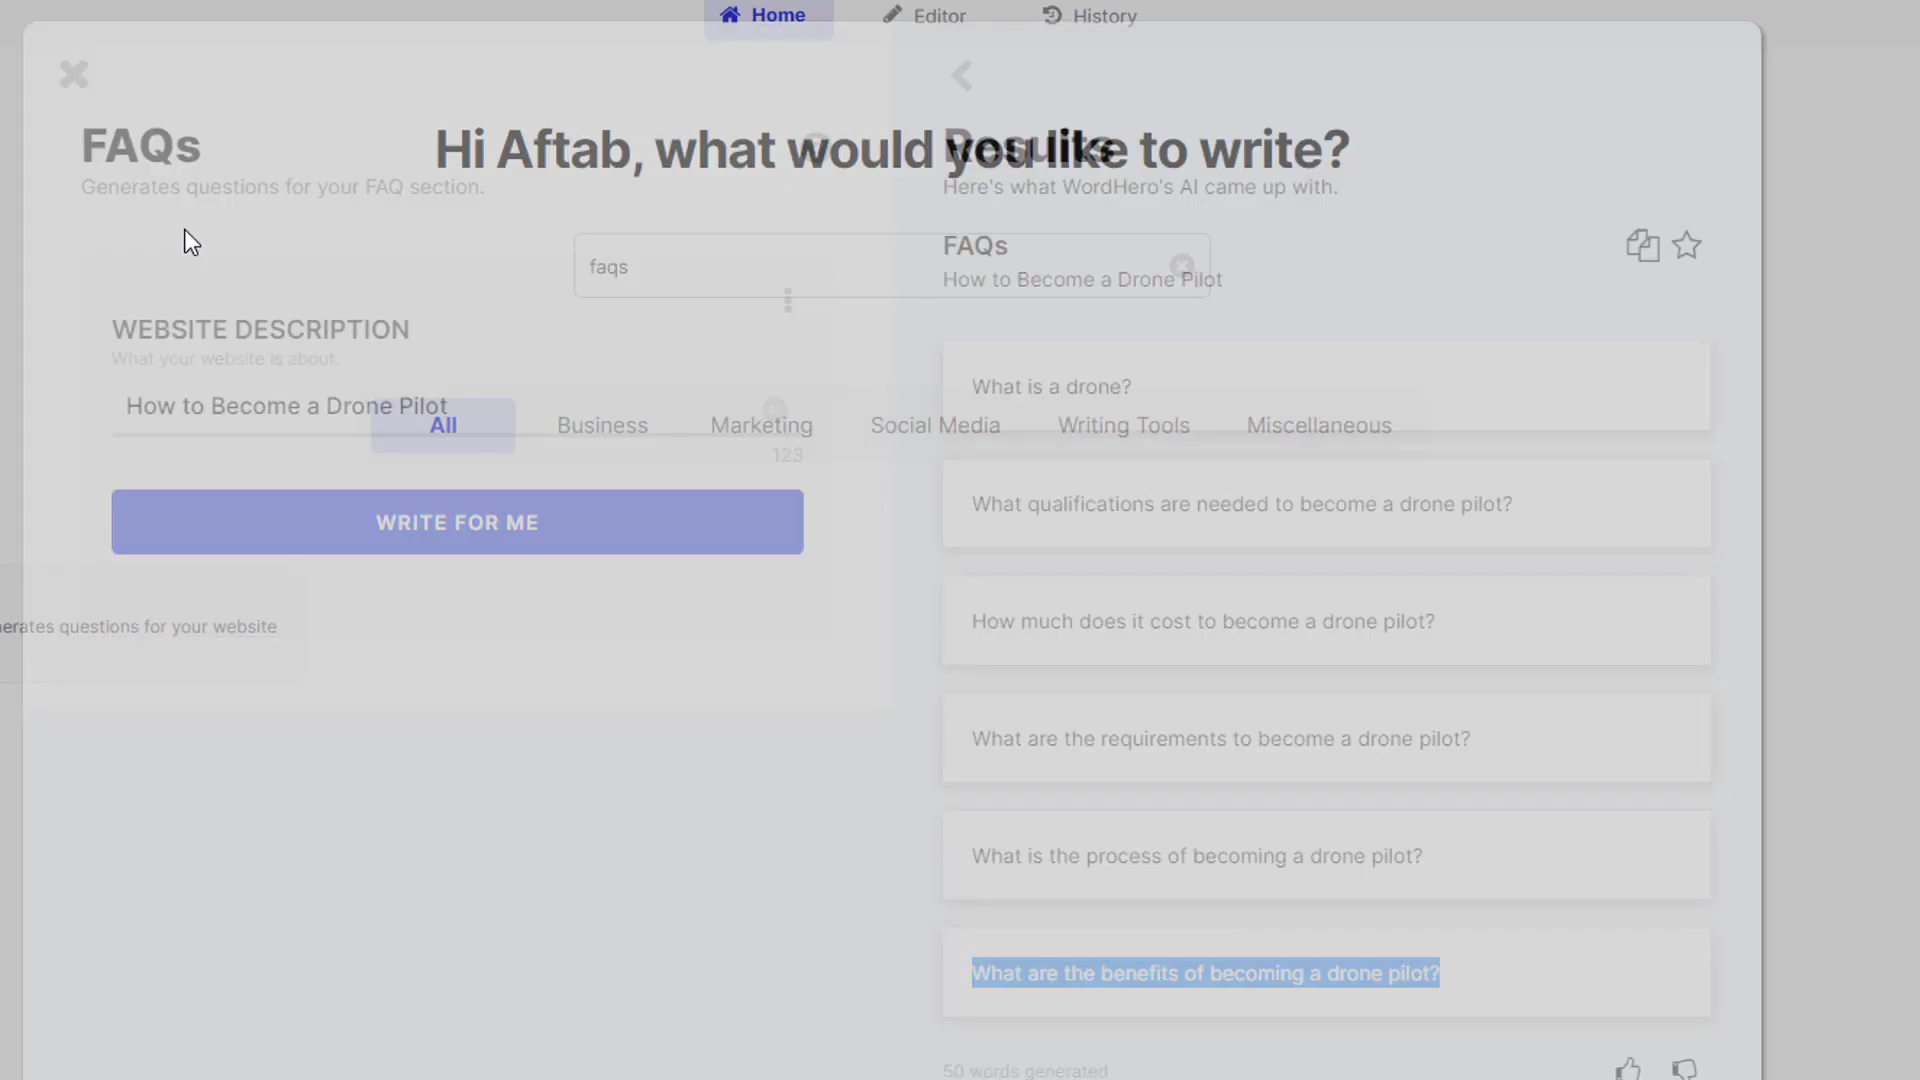 Home
Editor
History
FAQs
Generates questions for your FAQ section.
Hi Aftab, what would you like to write?
faqs
WEBSITE DESCRIPTION
What your website is about.
How to Become a Drone Pilot
All
Business
Marketing
Social Media
Writing Tools
Miscellaneous
123
WRITE FOR ME
erates questions for your website
Results
Here's what WordHero's AI came up with.
FAQs
How to Become a Drone Pilot
What is a drone?
What qualifications are needed to become a drone pilot?
How much does it cost to become a drone pilot?
What are the requirements to become a drone pilot?
What is the process of becoming a drone pilot?
What are the benefits of becoming a drone pilot?
50 words generated